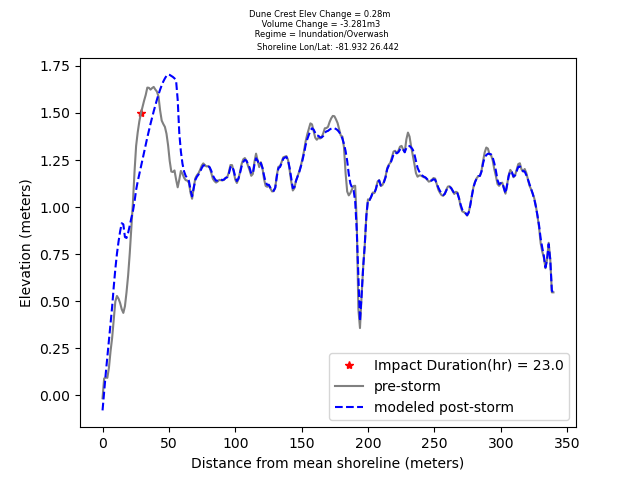 Dune Crest Elev Change = 0.28m
Volume Change = -3.281m3
Regime = Inundation/Overwash
Shoreline Lon/Lat: -81.932 26.442
1.75
1.50
1.25
1.00
0.75
0.50
0.25
0.00
Elevation (meters)
Impact Duration(hr) = 23.0
pre-storm
modeled post-storm
0 50 100 150 200 250 300 350
Distance from mean shoreline (meters)